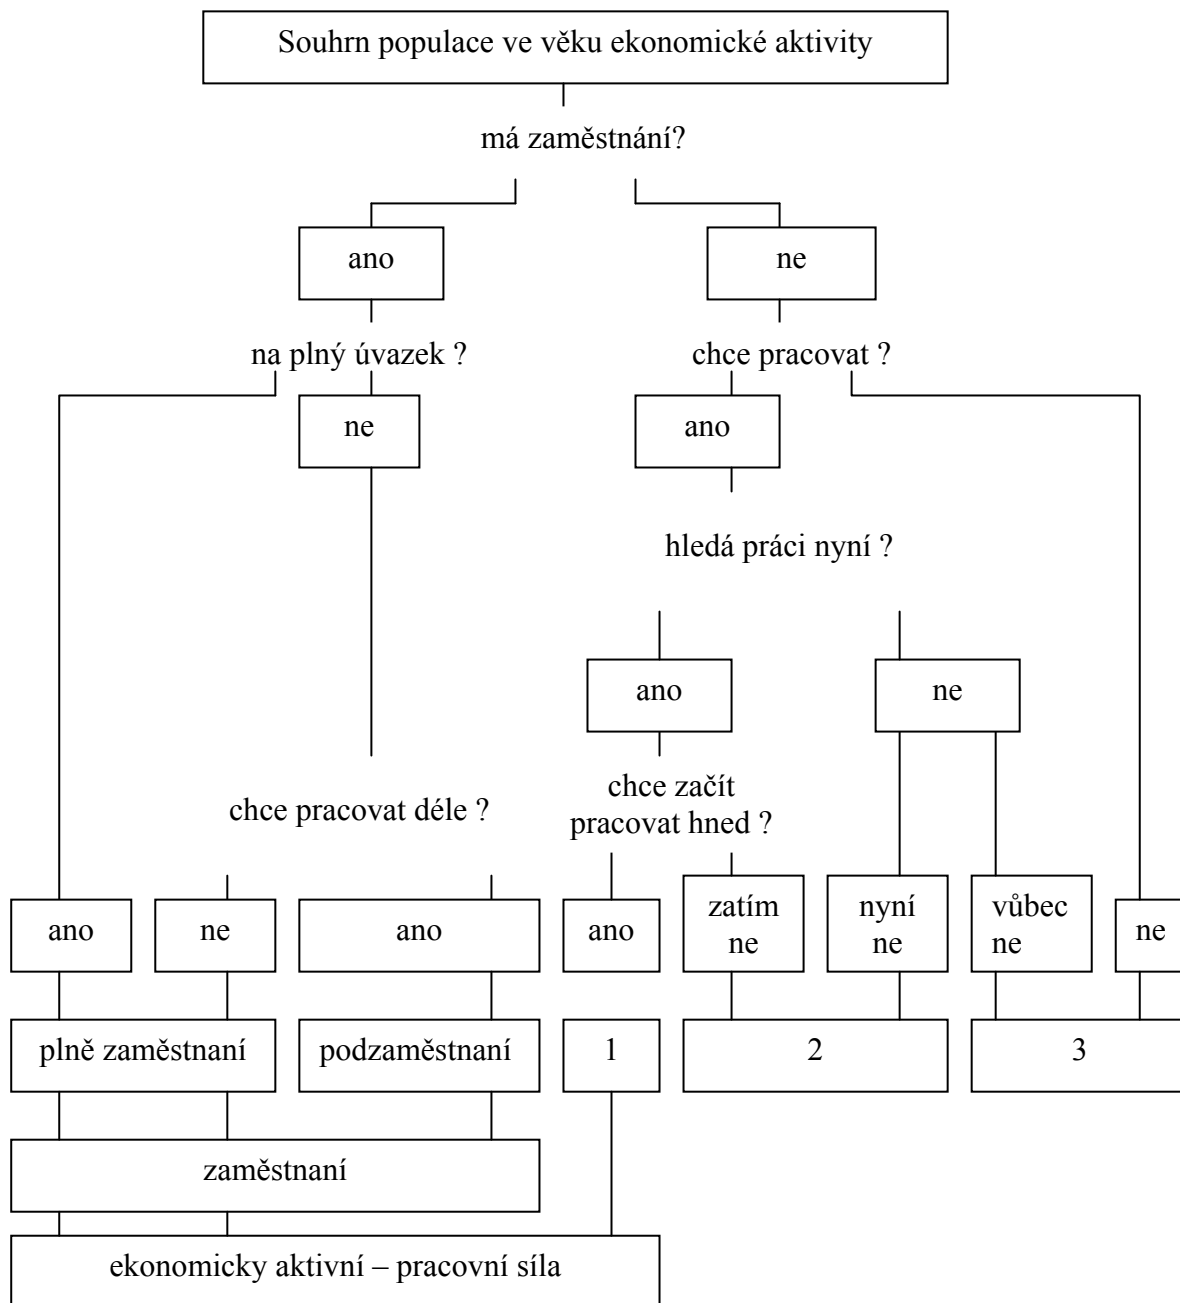 Souhrn populace ve věku ekonomické aktivity
má zaměstnání?
ano
ne
na plný úvazek ?
chce pracovat ?
ne
ano
hledá práci nyní ?
ano
ne
chce pracovat déle ?
chce začít
pracovat hned ?
ano
ne
ano
ano
zatím
ne
nyní
ne
vůbec
ne
ne
plně zaměstnaní
podzaměstnaní
1
2
3
zaměstnaní
ekonomicky aktivní – pracovní síla